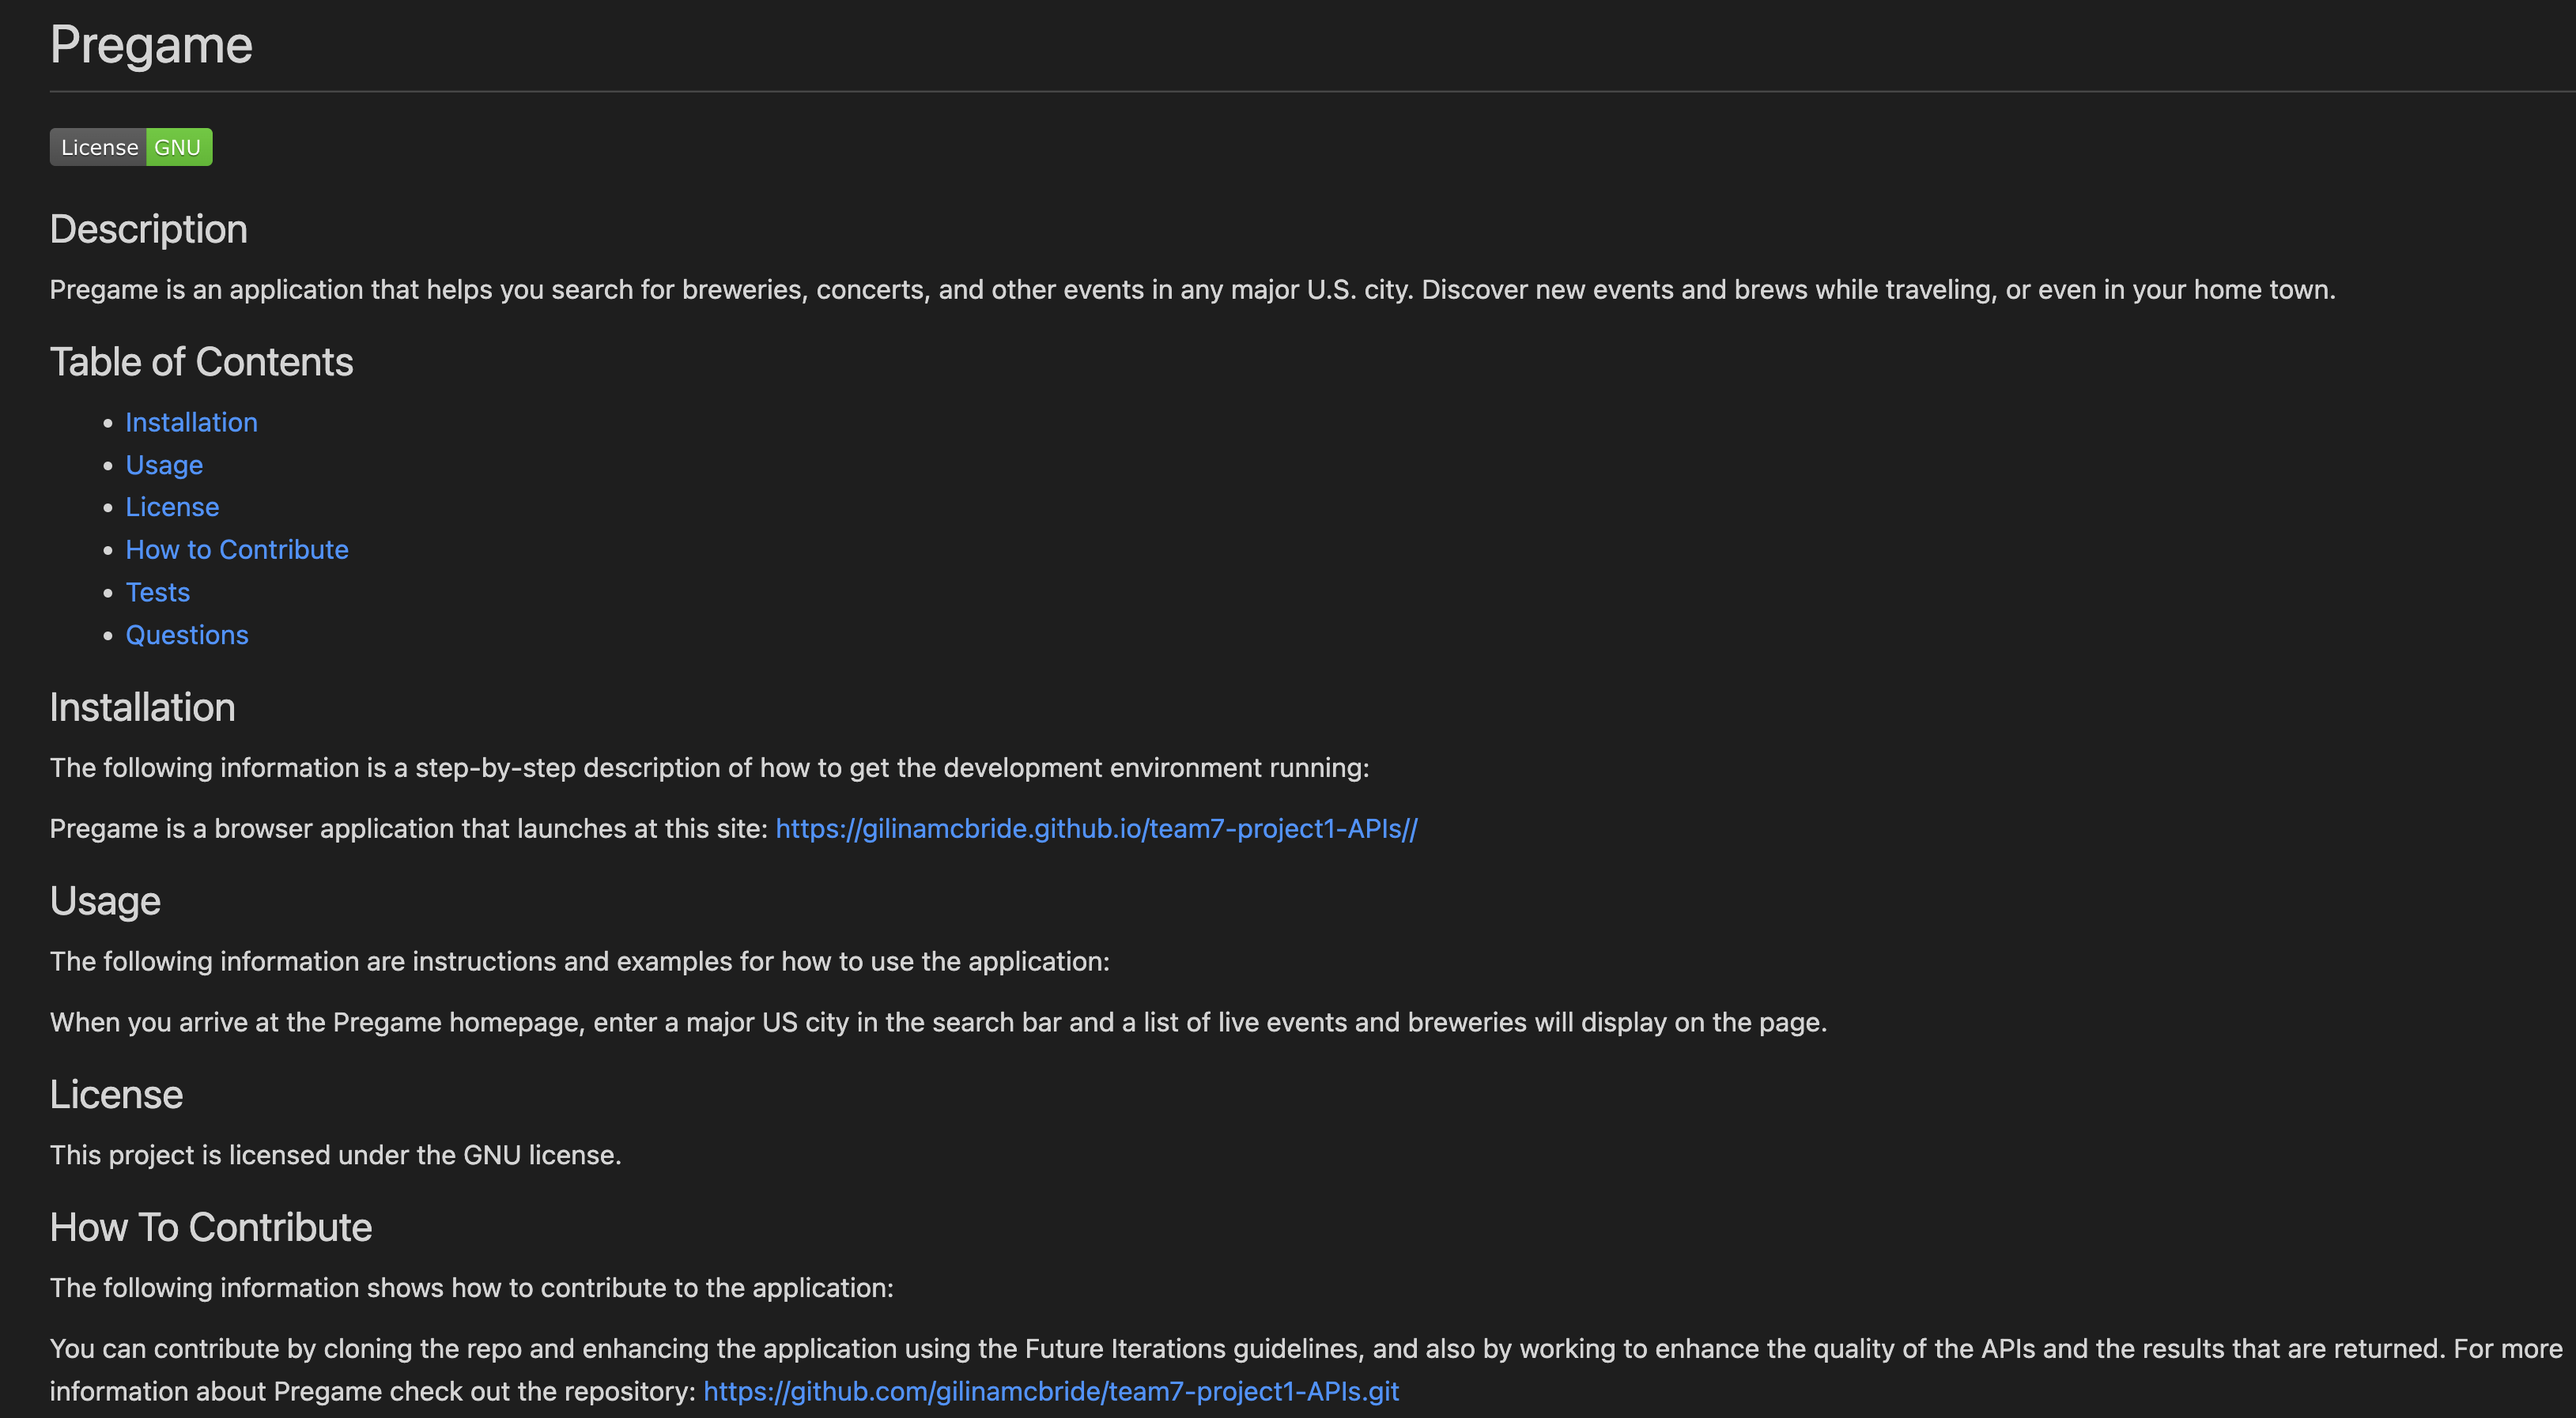 Pregame
License GNU
Description
Pregame is an application that helps you search for breweries, concerts, and other events in any major U.S. city. Discover new events and brews while traveling, or even in your home town.
Table of Contents
• Installation
• Usage
• License
• How to Contribute
• Tests
• Questions
Installation
The following information is a step-by-step description of how to get the development environment running:
Pregame is a browser application that launches at this site: https://gilinamcbride.github.io/team7-project1-APIs//
Usage
The following information are instructions and examples for how to use the application:
When you arrive at the Pregame homepage, enter a major US city in the search bar and a list of live events and breweries will display on the page.
License
This project is licensed under the GNU license.
How To Contribute
The following information shows how to contribute to the application:
You can contribute by cloning the repo and enhancing the application using the Future Iterations guidelines, and also by working to enhance the quality of the APIs and the results that are returned. For more
information about Pregame check out the repository: https://github.com/gilinamcbride/team7-project1-APIs.git